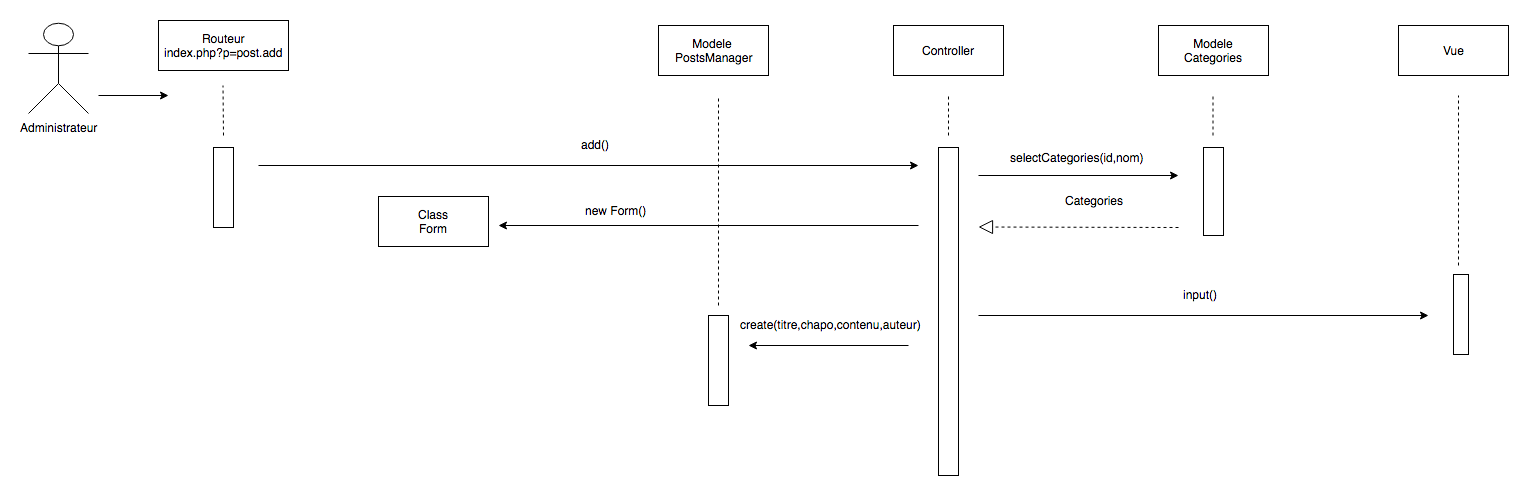 Routeur
index.php?p=post.add
Modele
PostsManager
Controller
Modele
Categories
Vue
Administrateur
add()
selectCategories(id,nom)
Categories
new Form()
Class
Form
input()
create(titre,chapo,contenu,auteur)